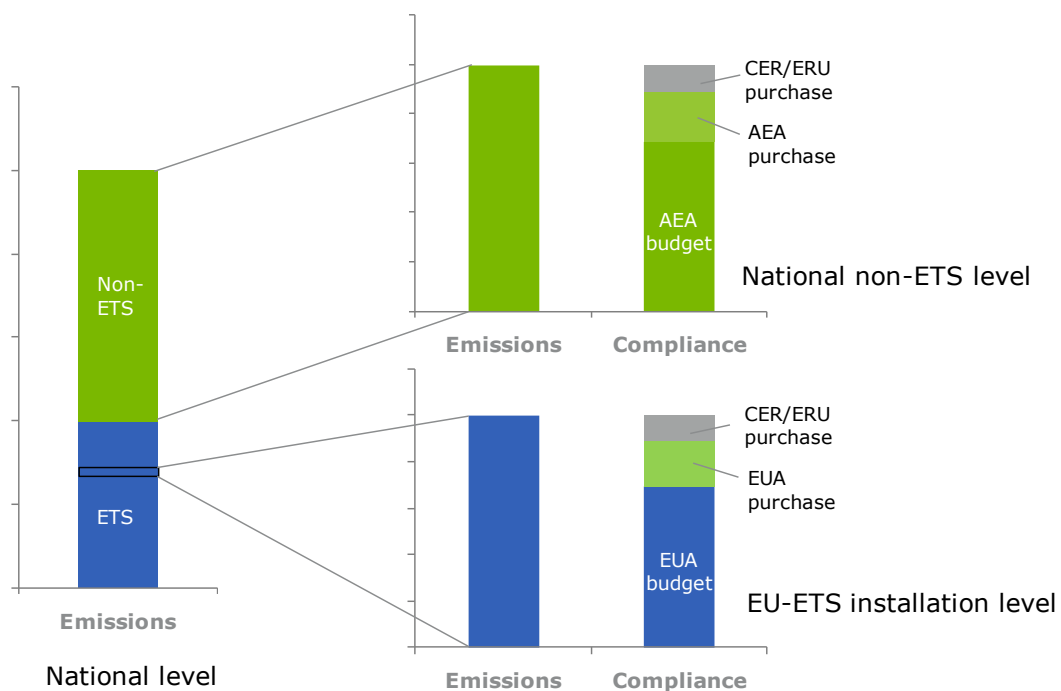 Non-
ETS
ETS
Emissions
National level
CER/ERU
purchase
AEA
purchase
AEA
budget
National non-ETS level
Emissions
Compliance
CER/ERU
purchase
EUA
purchase
EUA
budget
EU-ETS installation level
Emissions
Compliance